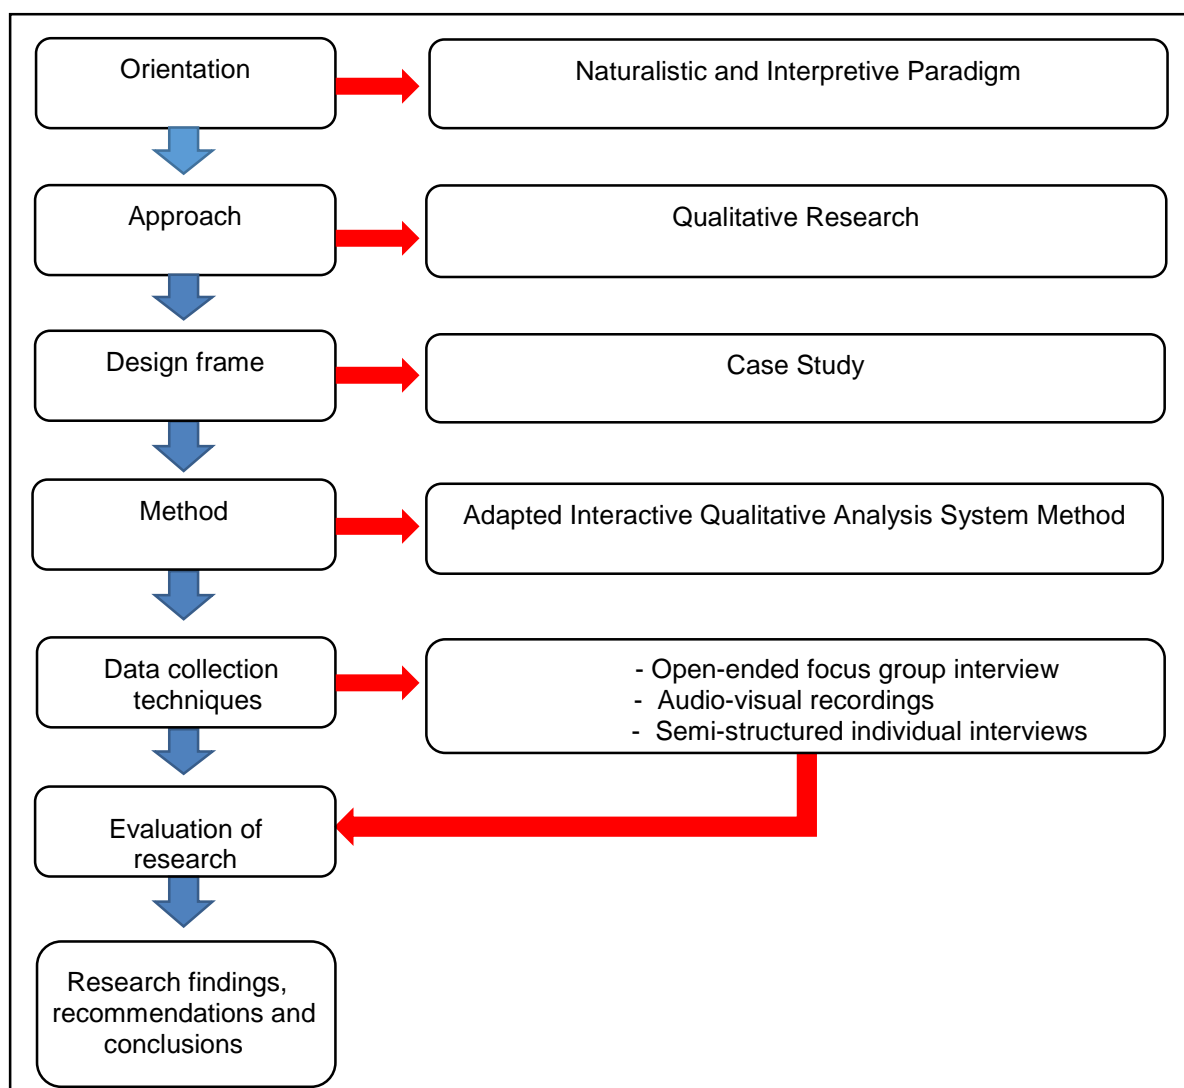 Orientation
Naturalistic and Interpretive Paradigm
Approach
Qualitative Research
Design frame
Case Study
Method
Adapted Interactive Qualitative Analysis System Method
Data collection
techniques
- Open-ended focus group interview
- Audio-visual recordings
- Semi-structured individual interviews
Evaluation of
research
Research findings,
recommendations and
conclusions